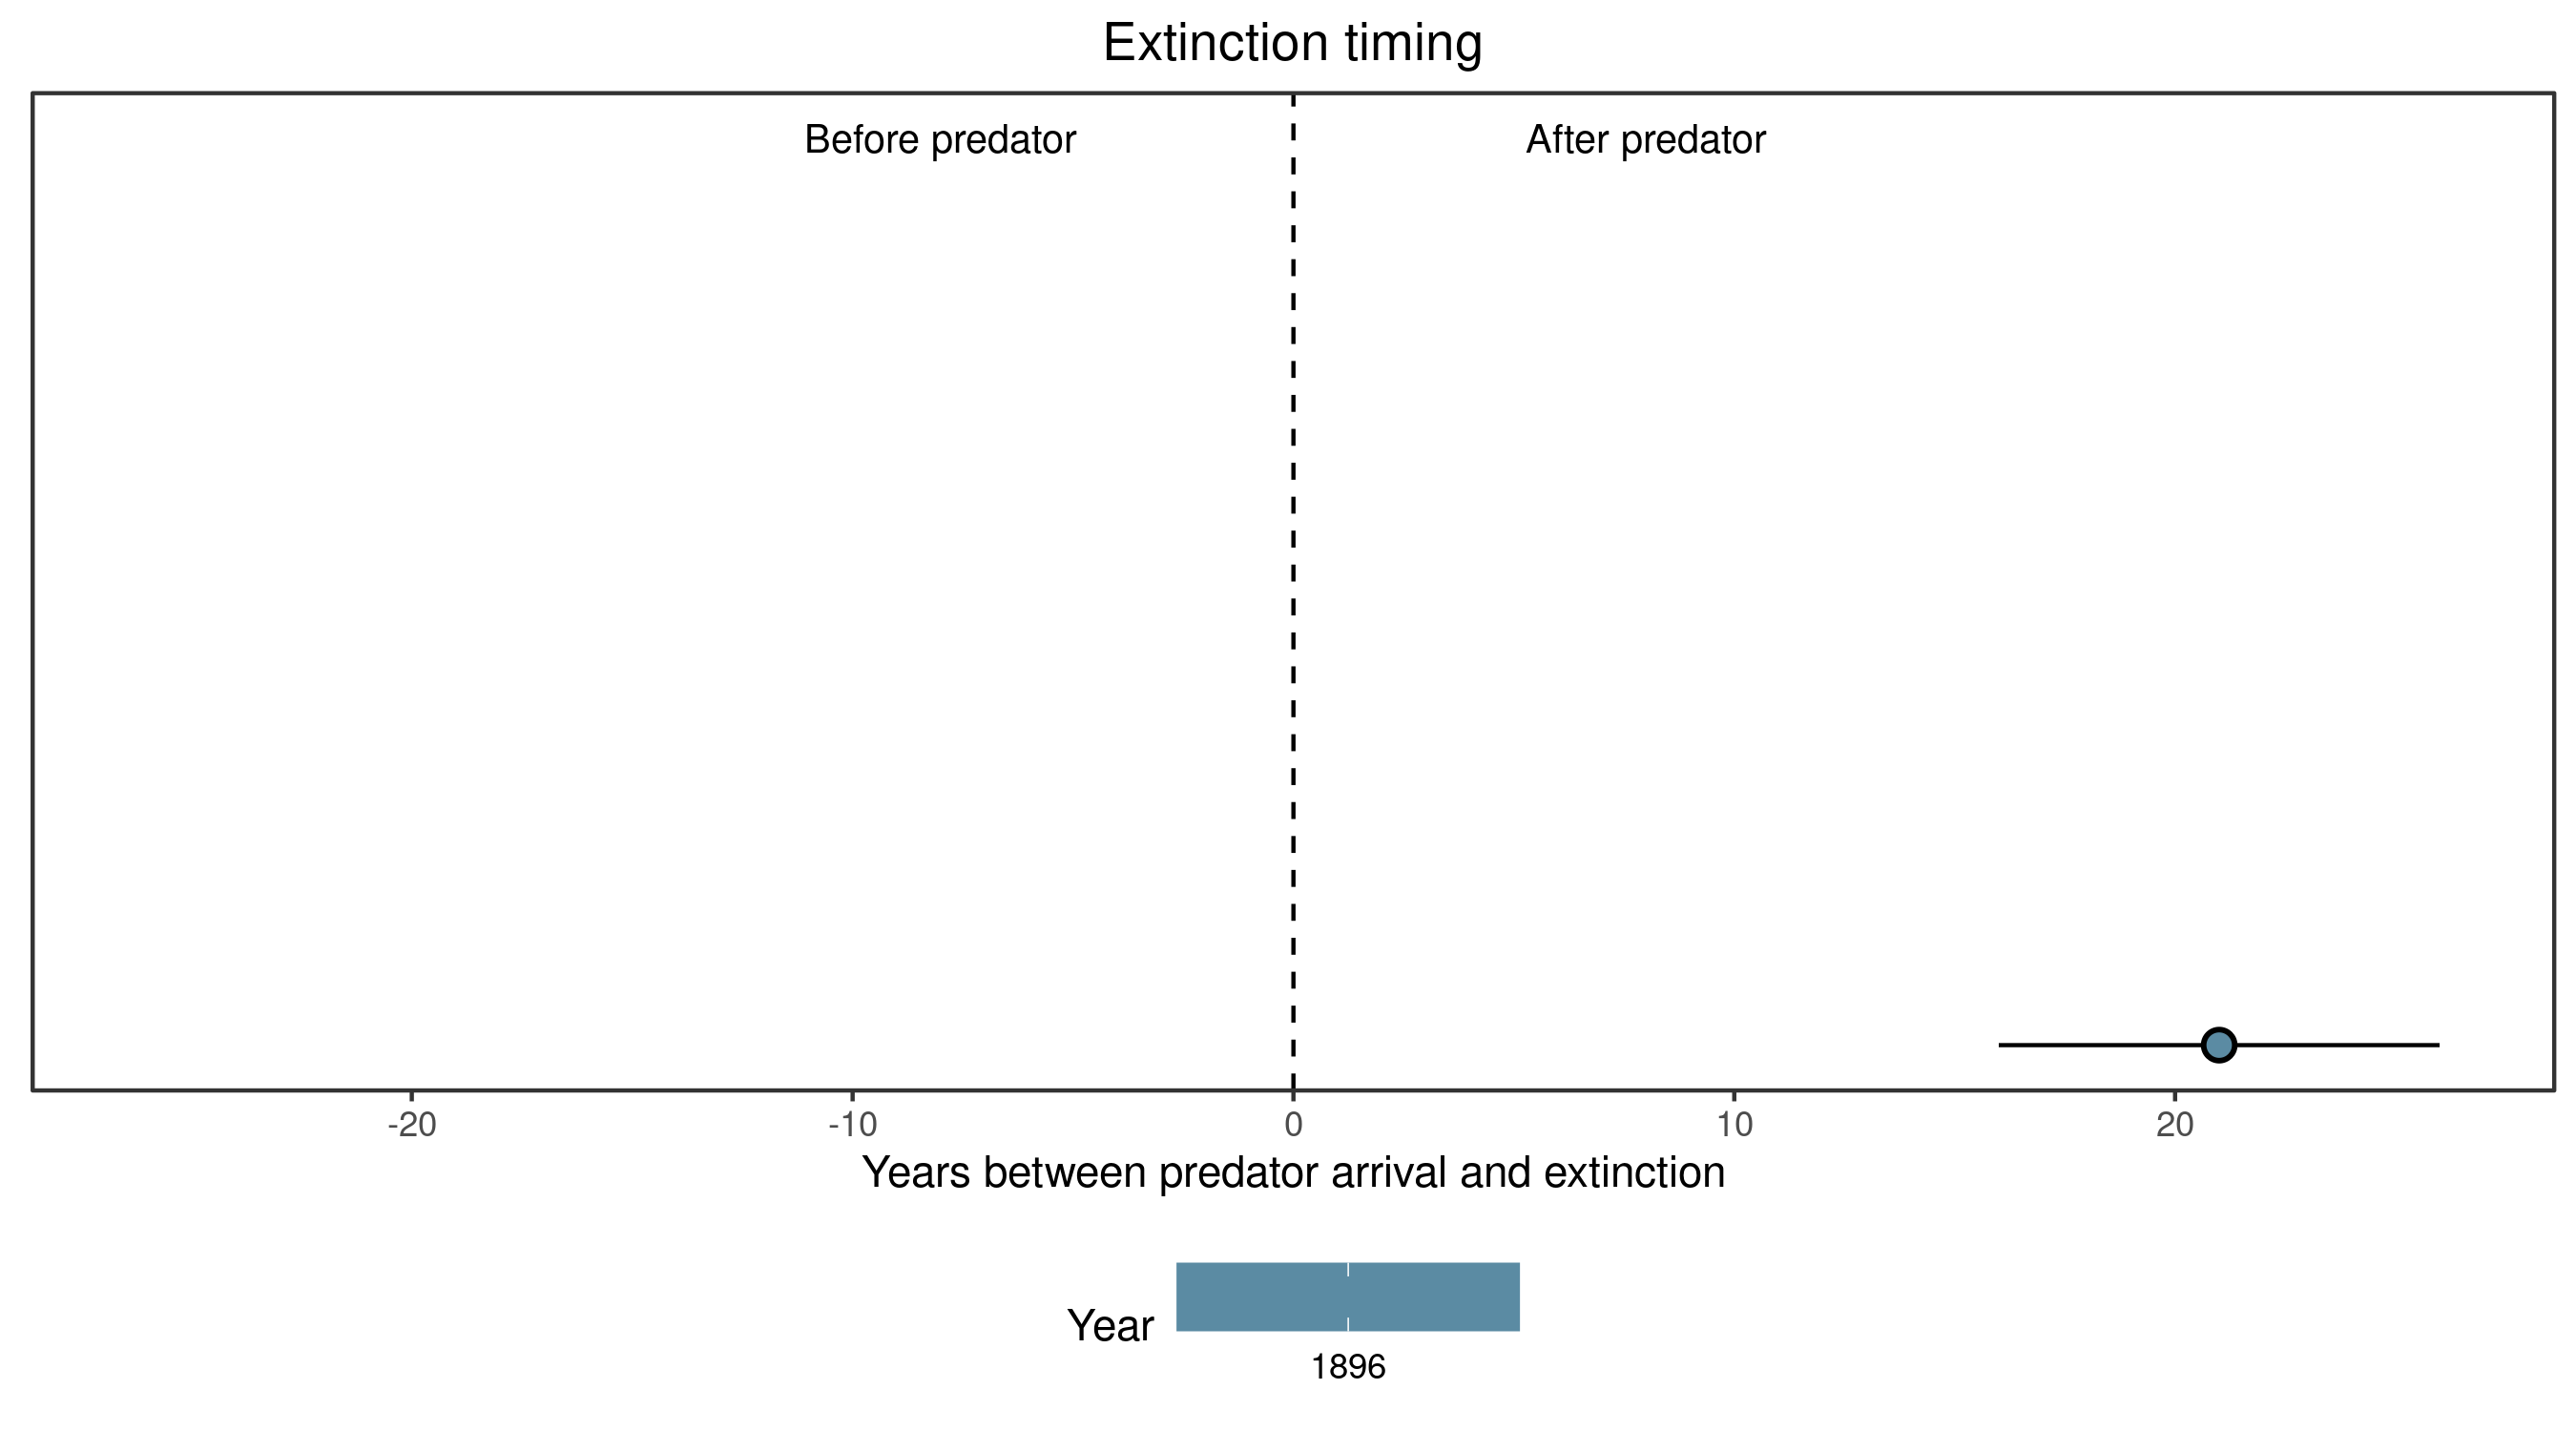 Extinction timing
Before predator After predator
-20 -10 0 10 20
Years between predator arrival and extinction
Year
1896